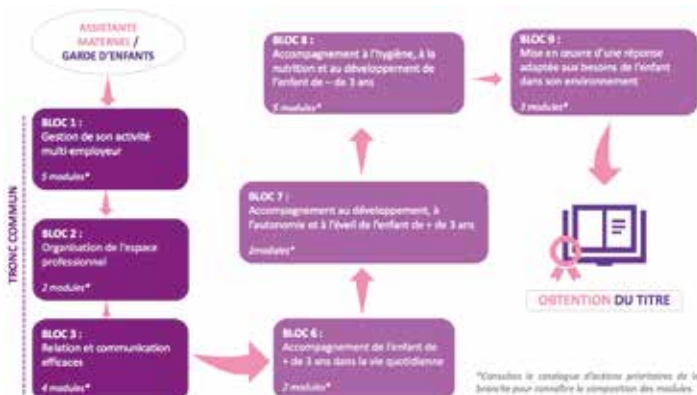 ASSISTANTE
MATERNEL /
GARDE D'ENFANTS
TRONC COMMUN
BLOC 1 :
Gestion de son activité
multi-employeur
5 modules*
BLOC 2 :
Organisation de l'espace
professionnel
2 modules*
BLOC 3 :
Relation et communication
efficaces
4 modules*
BLOC 6 :
Accompagnement de l'enfant de
+ de 3 ans dans la vie quotidienne
2 modules*
BLOC 7 :
Accompagnement au développement, à
l'autonomie et à l'éveil de l'enfant de + de 3 ans
2modules*
BLOC 8 :
Accompagnement à l'hygiène, à la
nutrition et au développement de
l'enfant de – de 3 ans
5 modules*
BLOC 9 :
Mise en œuvre d'une réponse
adaptée aux besoins de l'enfant
dans son environnement
3 modules*
OBTENTION DU TITRE
*Consultez le catalogue d'actions prioritaires de la
branche pour connaître la composition des modules.